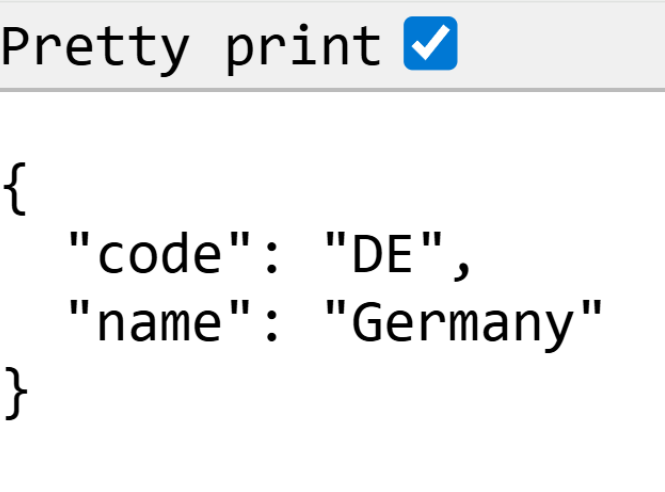 Pretty print
{
  "code": "DE",
  "name": "Germany"
}